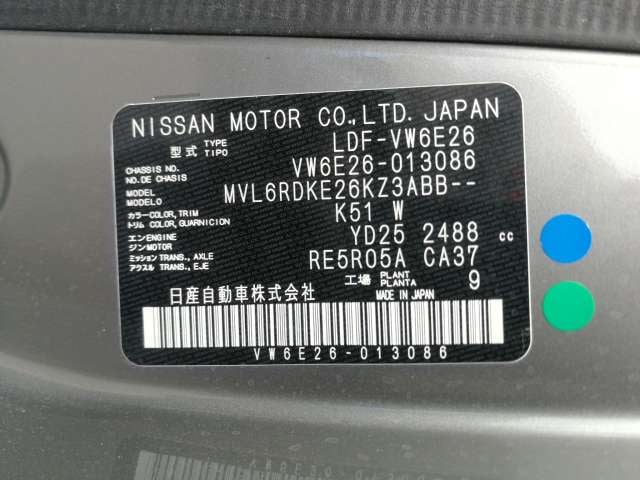 NISSAN MOTOR CO.,LTD. JAPAN
型式 TYPE TIPO LDF-VW6E26
CHASSIS NO. NO. DE CHASIS VW6E26-013086
MODEL MODELO MVL6RDKE26KZ3ABB--
カラー COLOR, TRIM トリム COLOR, GUARNICION K51 W
エンジン ENGINE ジン MOTOR YD25 2488 cc
ミッション TRANS., AXLE アクスル TRANS., EJE RE5R05A CA37
工場 PLANT PLANTA 9
日産自動車株式会社 MADE IN JAPAN
VW6E26-013086